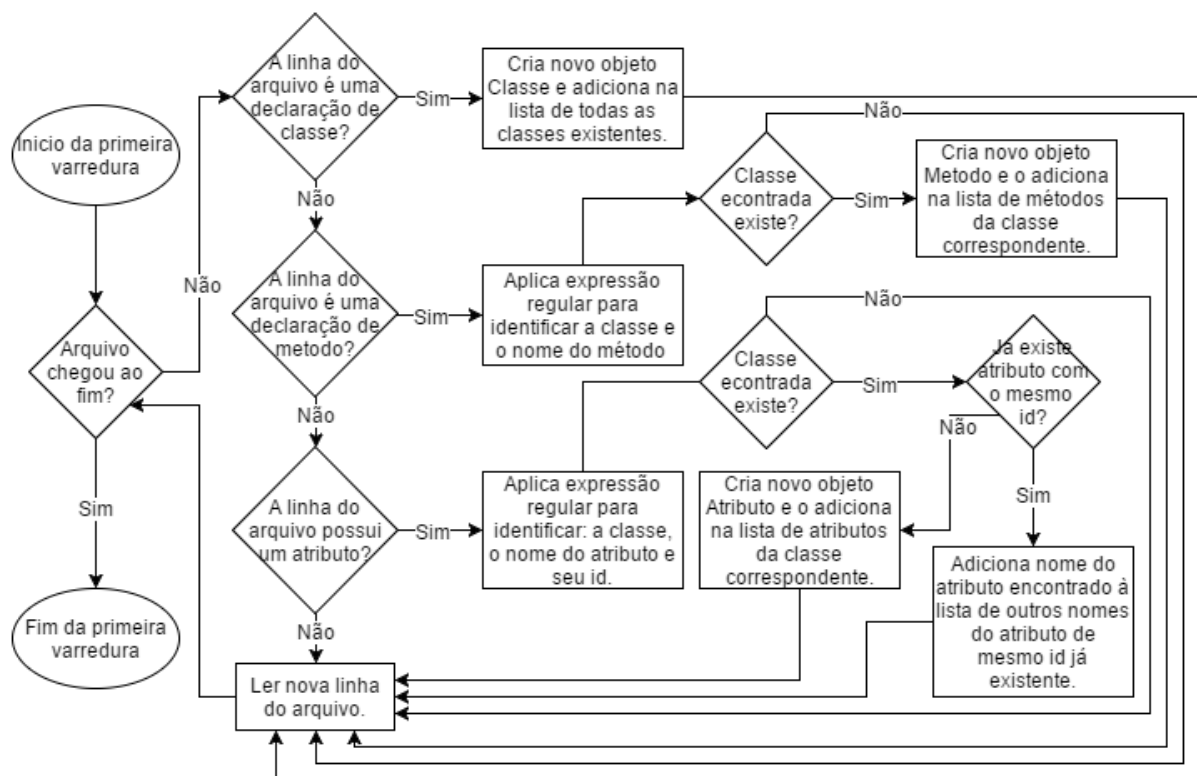 Inicio da primeira
varredura
Arquivo
chegou ao
fim?
Não
Sim
Fim da primeira
varredura
A linha do
arquivo é uma
declaração de
classe?
Sim
Cria novo objeto
Classe e adiciona na
lista de todas as
classes existentes.
Não
A linha do
arquivo é uma
declaração de
metodo?
Sim
Aplica expressão
regular para
identificar a classe e
o nome do método
Classe
econtrada
existe?
Não
Sim
Cria novo objeto
Metodo e o adiciona
na lista de métodos
da classe
correspondente.
Não
A linha do
arquivo possui
um atributo?
Sim
Aplica expressão
regular para
identificar: a classe,
o nome do atributo e
seu id.
Classe
econtrada
existe?
Não
Sim
Já existe
atributo com
o mesmo
id?
Não
Cria novo objeto
Atributo e o adiciona
na lista de atributos
da classe
correspondente.
Sim
Adiciona nome do
atributo encontrado à
lista de outros nomes
do atributo de
mesmo id já
existente.
Não
Ler nova linha
do arquivo.